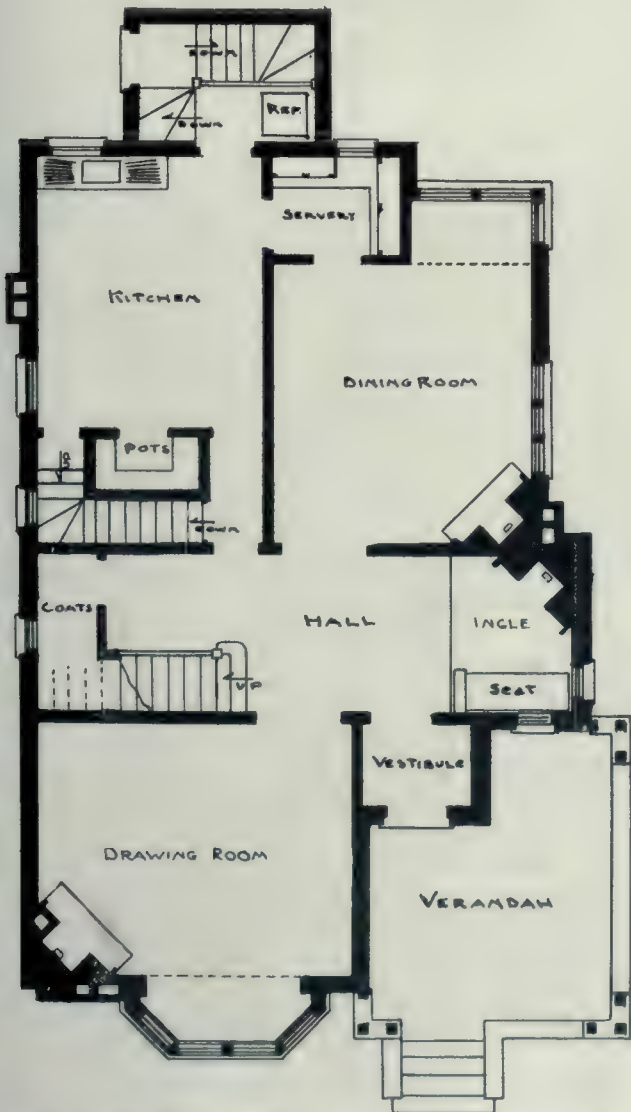 DOWN
DOWN
REF.
SERVERY
KITCHEN
DINING ROOM
POTS
DOWN
COATS
HALL
INGLE
SEAT
UP
VESTIBULE
DRAWING ROOM
VERANDAH